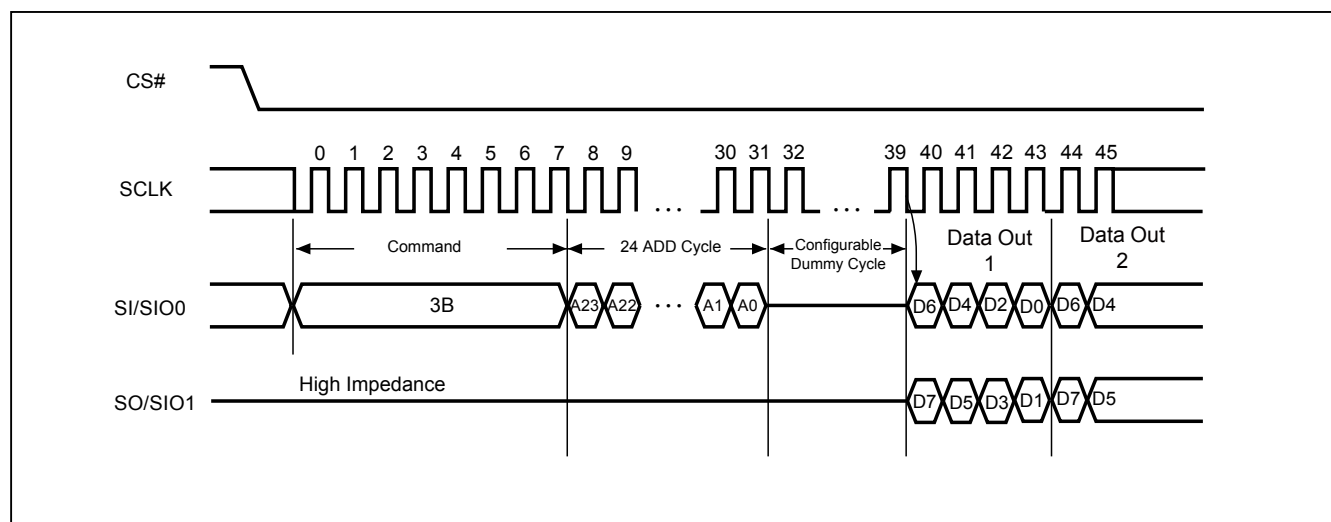 CS#
0 1 2 3 4 5 6 7 8 9 30 31 32 39 40 41 42 43 44 45
SCLK
... ...
Command
24 ADD Cycle
Configurable
Dummy Cycle
Data Out
1
Data Out
2
SI/SIO0
3B
A23 A22 ... A1 A0
D6 D4 D2 D0 D6 D4
High Impedance
SO/SIO1
D7 D5 D3 D1 D7 D5